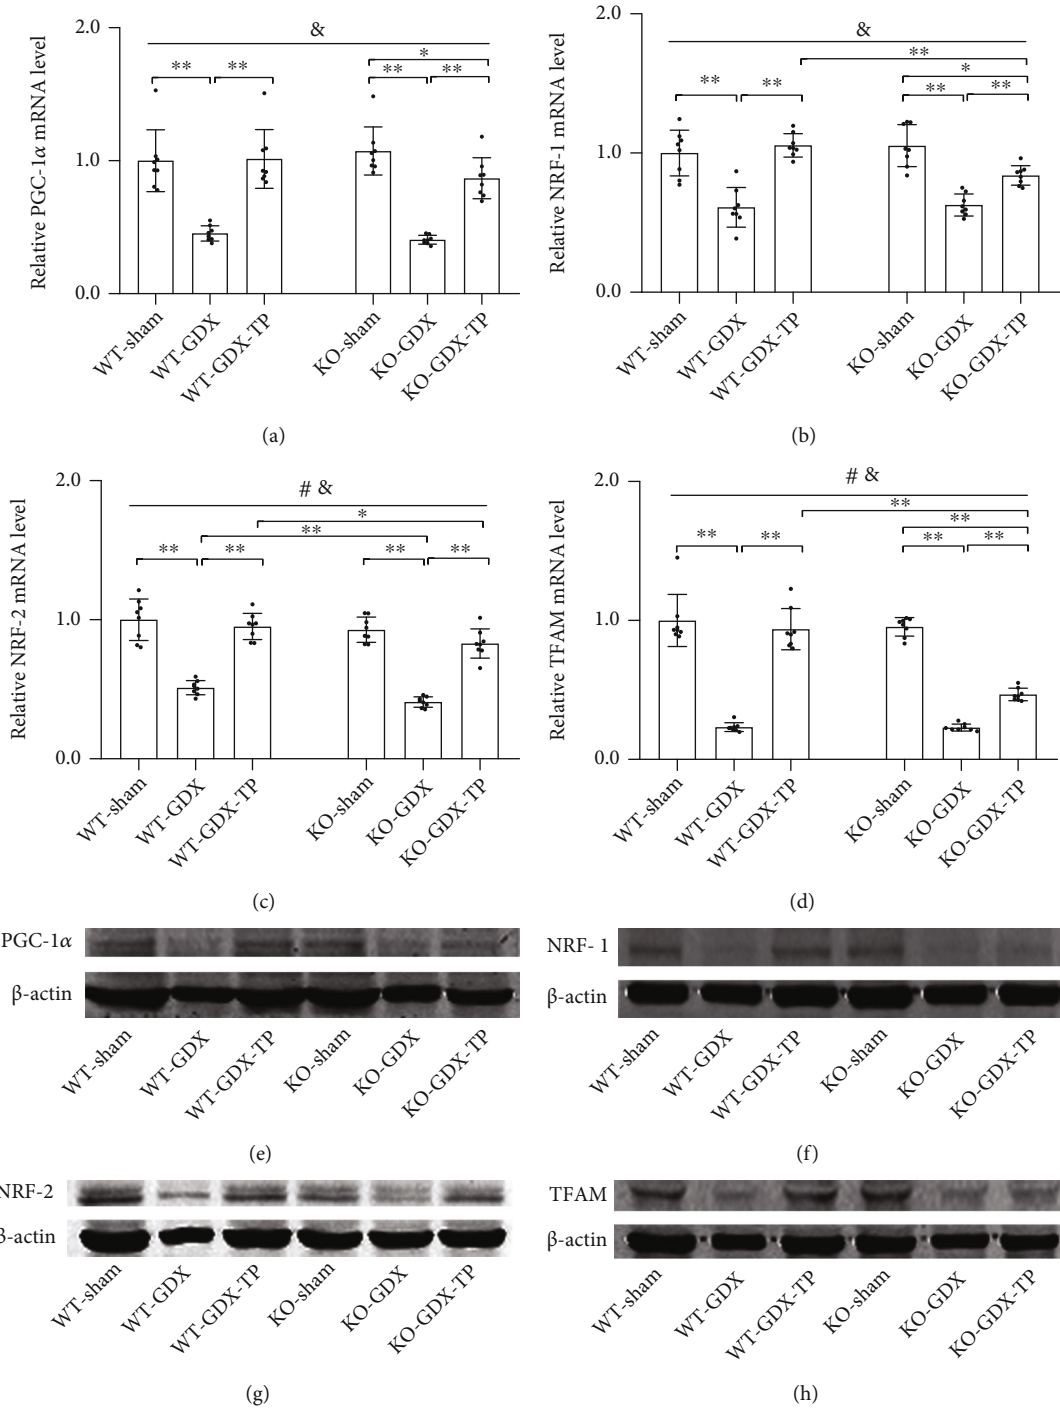 Relative PGC-1α mRNA level
2.0
1.0
0.0
&
*
** ** ** **
WT-sham
WT-GDX
WT-GDX-TP
KO-sham
KO-GDX
KO-GDX-TP
(a)
Relative NRF-1 mRNA level
2.0
1.0
0.0
&
**
*
** ** ** **
WT-sham
WT-GDX
WT-GDX-TP
KO-sham
KO-GDX
KO-GDX-TP
(b)
Relative NRF-2 mRNA level
2.0
1.0
0.0
# &
*
**
** ** ** **
WT-sham
WT-GDX
WT-GDX-TP
KO-sham
KO-GDX
KO-GDX-TP
(c)
Relative TFAM mRNA level
2.0
1.0
0.0
# &
**
**
** ** ** **
WT-sham
WT-GDX
WT-GDX-TP
KO-sham
KO-GDX
KO-GDX-TP
(d)
PGC-1α
β-actin
WT-sham
WT-GDX
WT-GDX-TP
KO-sham
KO-GDX
KO-GDX-TP
(e)
NRF- 1
β-actin
WT-sham
WT-GDX
WT-GDX-TP
KO-sham
KO-GDX
KO-GDX-TP
(f)
NRF-2
β-actin
WT-sham
WT-GDX
WT-GDX-TP
KO-sham
KO-GDX
KO-GDX-TP
(g)
TFAM
β-actin
WT-sham
WT-GDX
WT-GDX-TP
KO-sham
KO-GDX
KO-GDX-TP
(h)